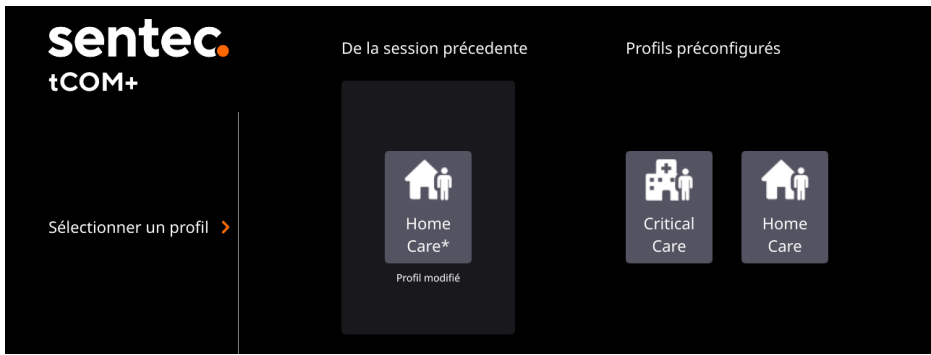 sentec.
tCOM+
De la session précedente
Profils préconfigurés
Sélectionner un profil
Home
Care*
Profil modifié
Critical
Care
Home
Care